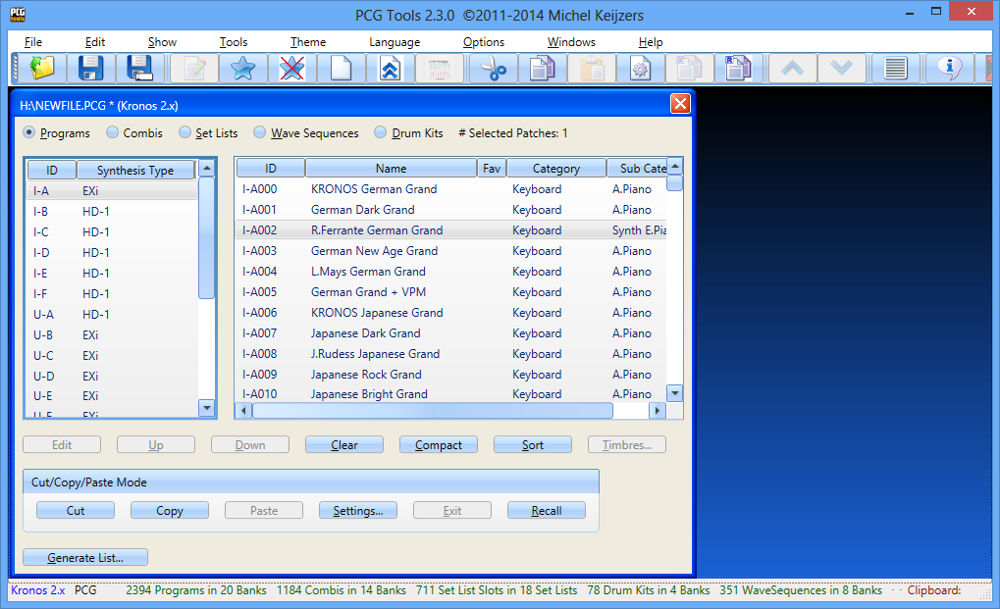 PCG TOOLS
PCG Tools 2.3.0 ©2011-2014 Michel Keijzers
File Edit Show Tools Theme Language Options Windows Help
H:\NEWFILE.PCG * (Kronos 2.x)
Programs Combis Set Lists Wave Sequences Drum Kits # Selected Patches: 1
ID Synthesis Type
I-A EXi
I-B HD-1
I-C HD-1
I-D HD-1
I-E HD-1
I-F HD-1
U-A HD-1
U-B EXi
U-C EXi
U-D EXi
U-E EXi
U-F EXi
ID Name Fav Category Sub Cate
I-A000 KRONOS German Grand Keyboard A.Piano
I-A001 German Dark Grand Keyboard A.Piano
I-A002 R.Ferrante German Grand Keyboard Synth E.Pia
I-A003 German New Age Grand Keyboard A.Piano
I-A004 L.Mays German Grand Keyboard A.Piano
I-A005 German Grand + VPM Keyboard A.Piano
I-A006 KRONOS Japanese Grand Keyboard A.Piano
I-A007 Japanese Dark Grand Keyboard A.Piano
I-A008 J.Rudess Japanese Grand Keyboard A.Piano
I-A009 Japanese Rock Grand Keyboard A.Piano
I-A010 Japanese Bright Grand Keyboard A.Piano
Edit Up Down Clear Compact Sort Timbres...
Cut/Copy/Paste Mode
Cut Copy Paste Settings... Exit Recall
Generate List...
Kronos 2.x PCG 2394 Programs in 20 Banks 1184 Combis in 14 Banks 711 Set List Slots in 18 Set Lists 78 Drum Kits in 4 Banks 351 WaveSequences in 8 Banks - - Clipboard: